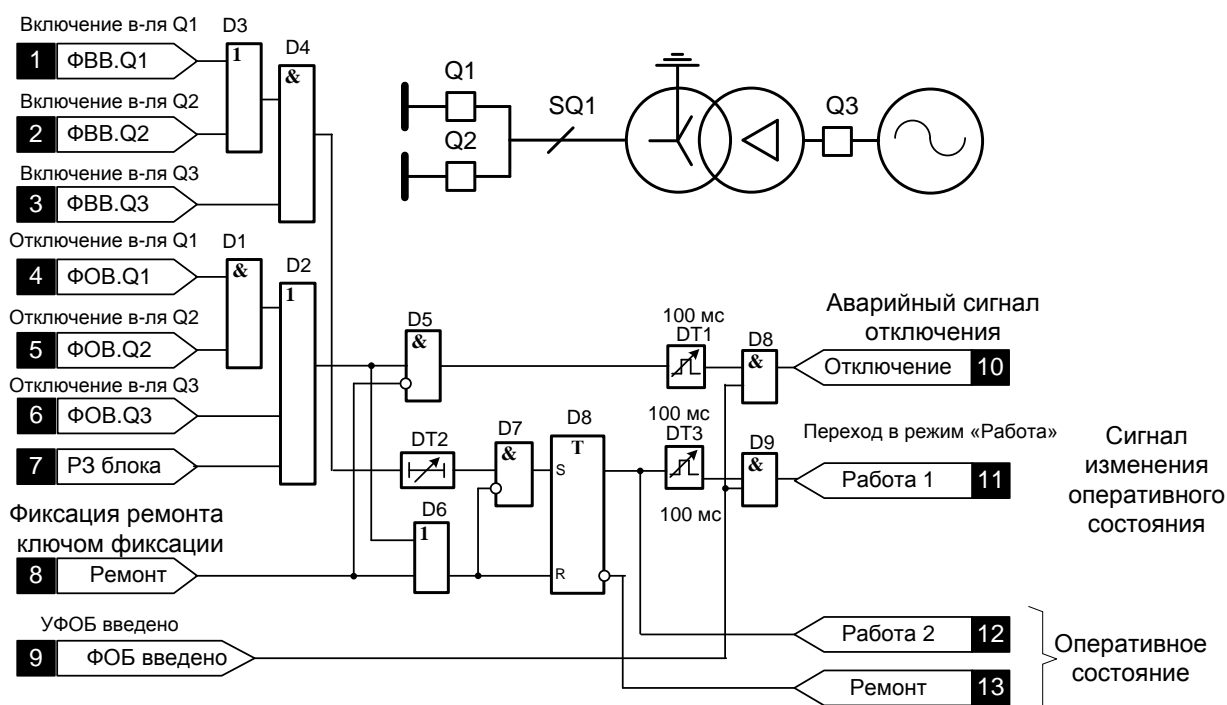 Включение в-ля Q1
1 ФВВ.Q1
D3
1
D4
&
Включение в-ля Q2
2 ФВВ.Q2
Включение в-ля Q3
3 ФВВ.Q3
Q1
Q2
SQ1
Q3
Отключение в-ля Q1
4 ФОВ.Q1
D1
&
D2
1
Отключение в-ля Q2
5 ФОВ.Q2
Отключение в-ля Q3
6 ФОВ.Q3
7 РЗ блока
D5
&
100 мс
DT1
D8
&
Аварийный сигнал
отключения
Отключение 10
DT2
D7
&
D8
T
S
R
100 мс
DT3
100 мс
D9
&
Переход в режим «Работа»
Работа 1 11
Сигнал
изменения
оперативного
состояния
Фиксация ремонта
ключом фиксации
8 Ремонт
D6
1
УФОБ введено
9 ФОБ введено
Работа 2 12
Ремонт 13
Оперативное
состояние